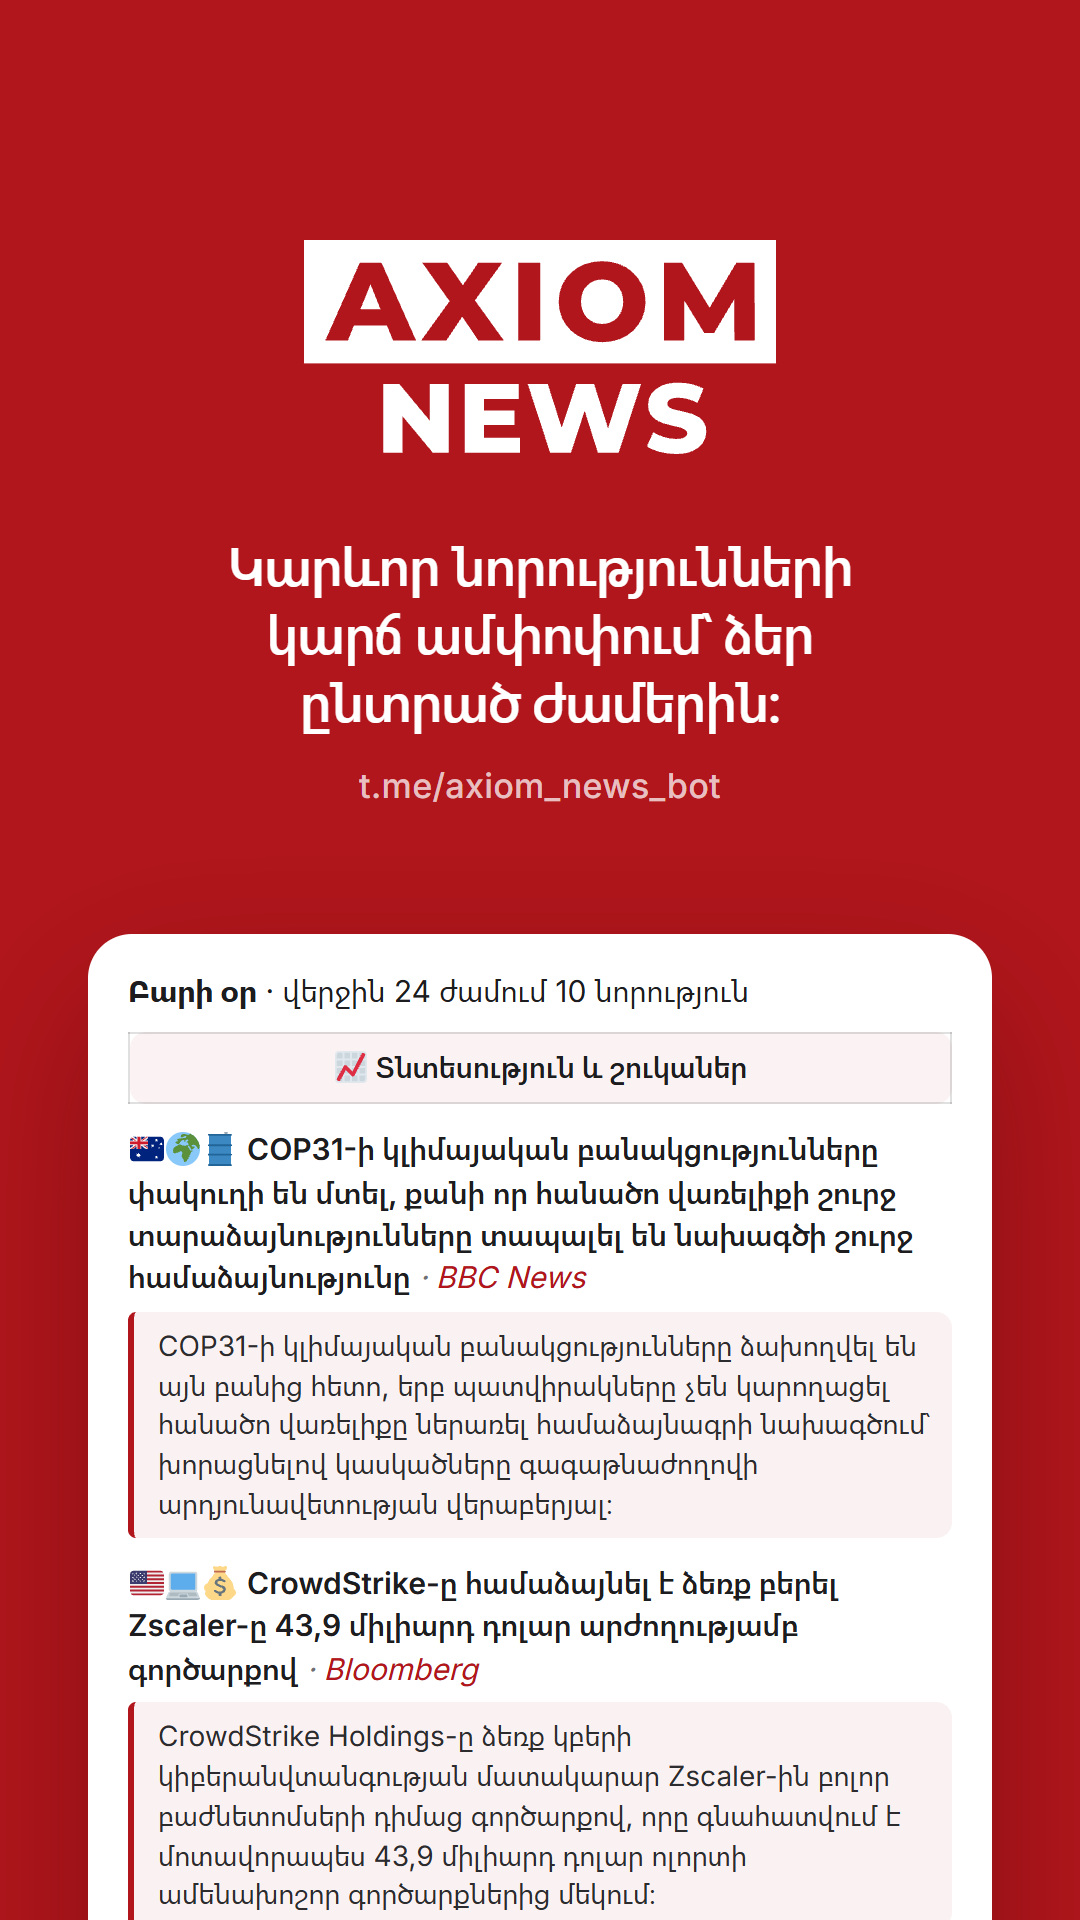 AXIOM
NEWS
Կարևոր նորությունների
կարճ ամփոփում՝ ձեր
ընտրած ժամերին:
t.me/axiom_news_bot
Բարի օր · վերջին 24 ժամում 10 նորություն
📈 Տնտեսություն և շուկաներ
🇦🇺🌍🛢️ COP31-ի կլիմայական բանակցությունները
փակուղի են մտել, քանի որ հանածո վառելիքի շուրջ
տարաձայնությունները տապալել են նախագծի շուրջ
համաձայնությունը · BBC News
COP31-ի կլիմայական բանակցությունները ձախողվել են
այն բանից հետո, երբ պատվիրակները չեն կարողացել
հանածո վառելիքը ներառել համաձայնագրի նախագծում՝
խորացնելով կասկածները գագաթնաժողովի
արդյունավետության վերաբերյալ:
🇺🇸💻💰 CrowdStrike-ը համաձայնել է ձեռք բերել
Zscaler-ը 43,9 միլիարդ դոլար արժողությամբ
գործարքով · Bloomberg
CrowdStrike Holdings-ը ձեռք կբերի
կիբերանվտանգության մատակարար Zscaler-ին բոլոր
բաժնետոմսերի դիմաց գործարքով, որը գնահատվում է
մոտավորապես 43,9 միլիարդ դոլար ոլորտի
ամենախոշոր գործարքներից մեկում: